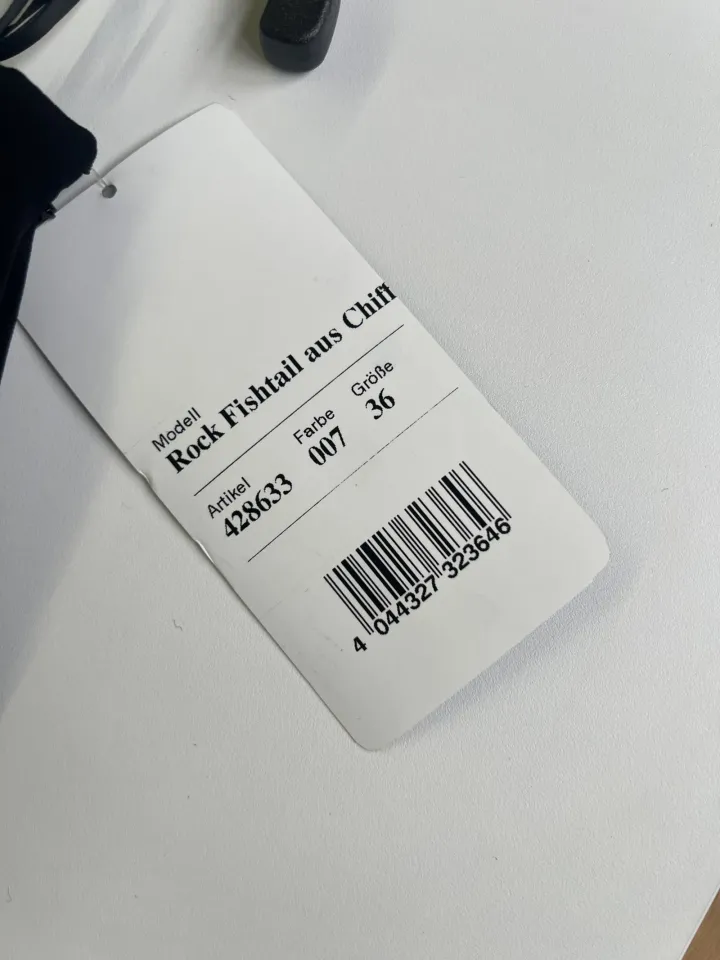 Modell
Rock Fishtail aus Chiff
Artikel Farbe Größe
428633 007 36
4 044327 323646